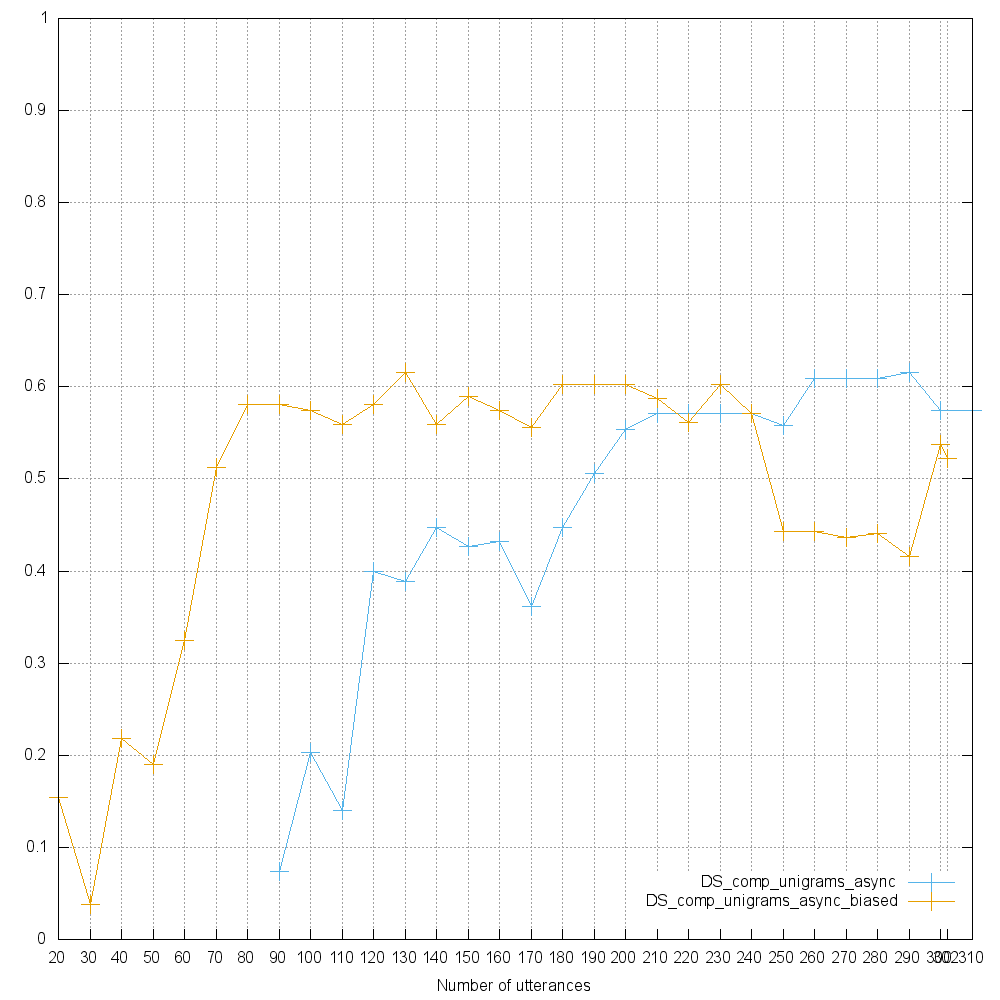 1
0.9
0.8
0.7
0.6
0.5
0.4
0.3
0.2
0.1
0
DS_comp_unigrams_async
DS_comp_unigrams_async_biased
20 30 40 50 60 70 80 90 100 110 120 130 140 150 160 170 180 190 200 210 220 230 240 250 260 270 280 290 300 302 310
Number of utterances